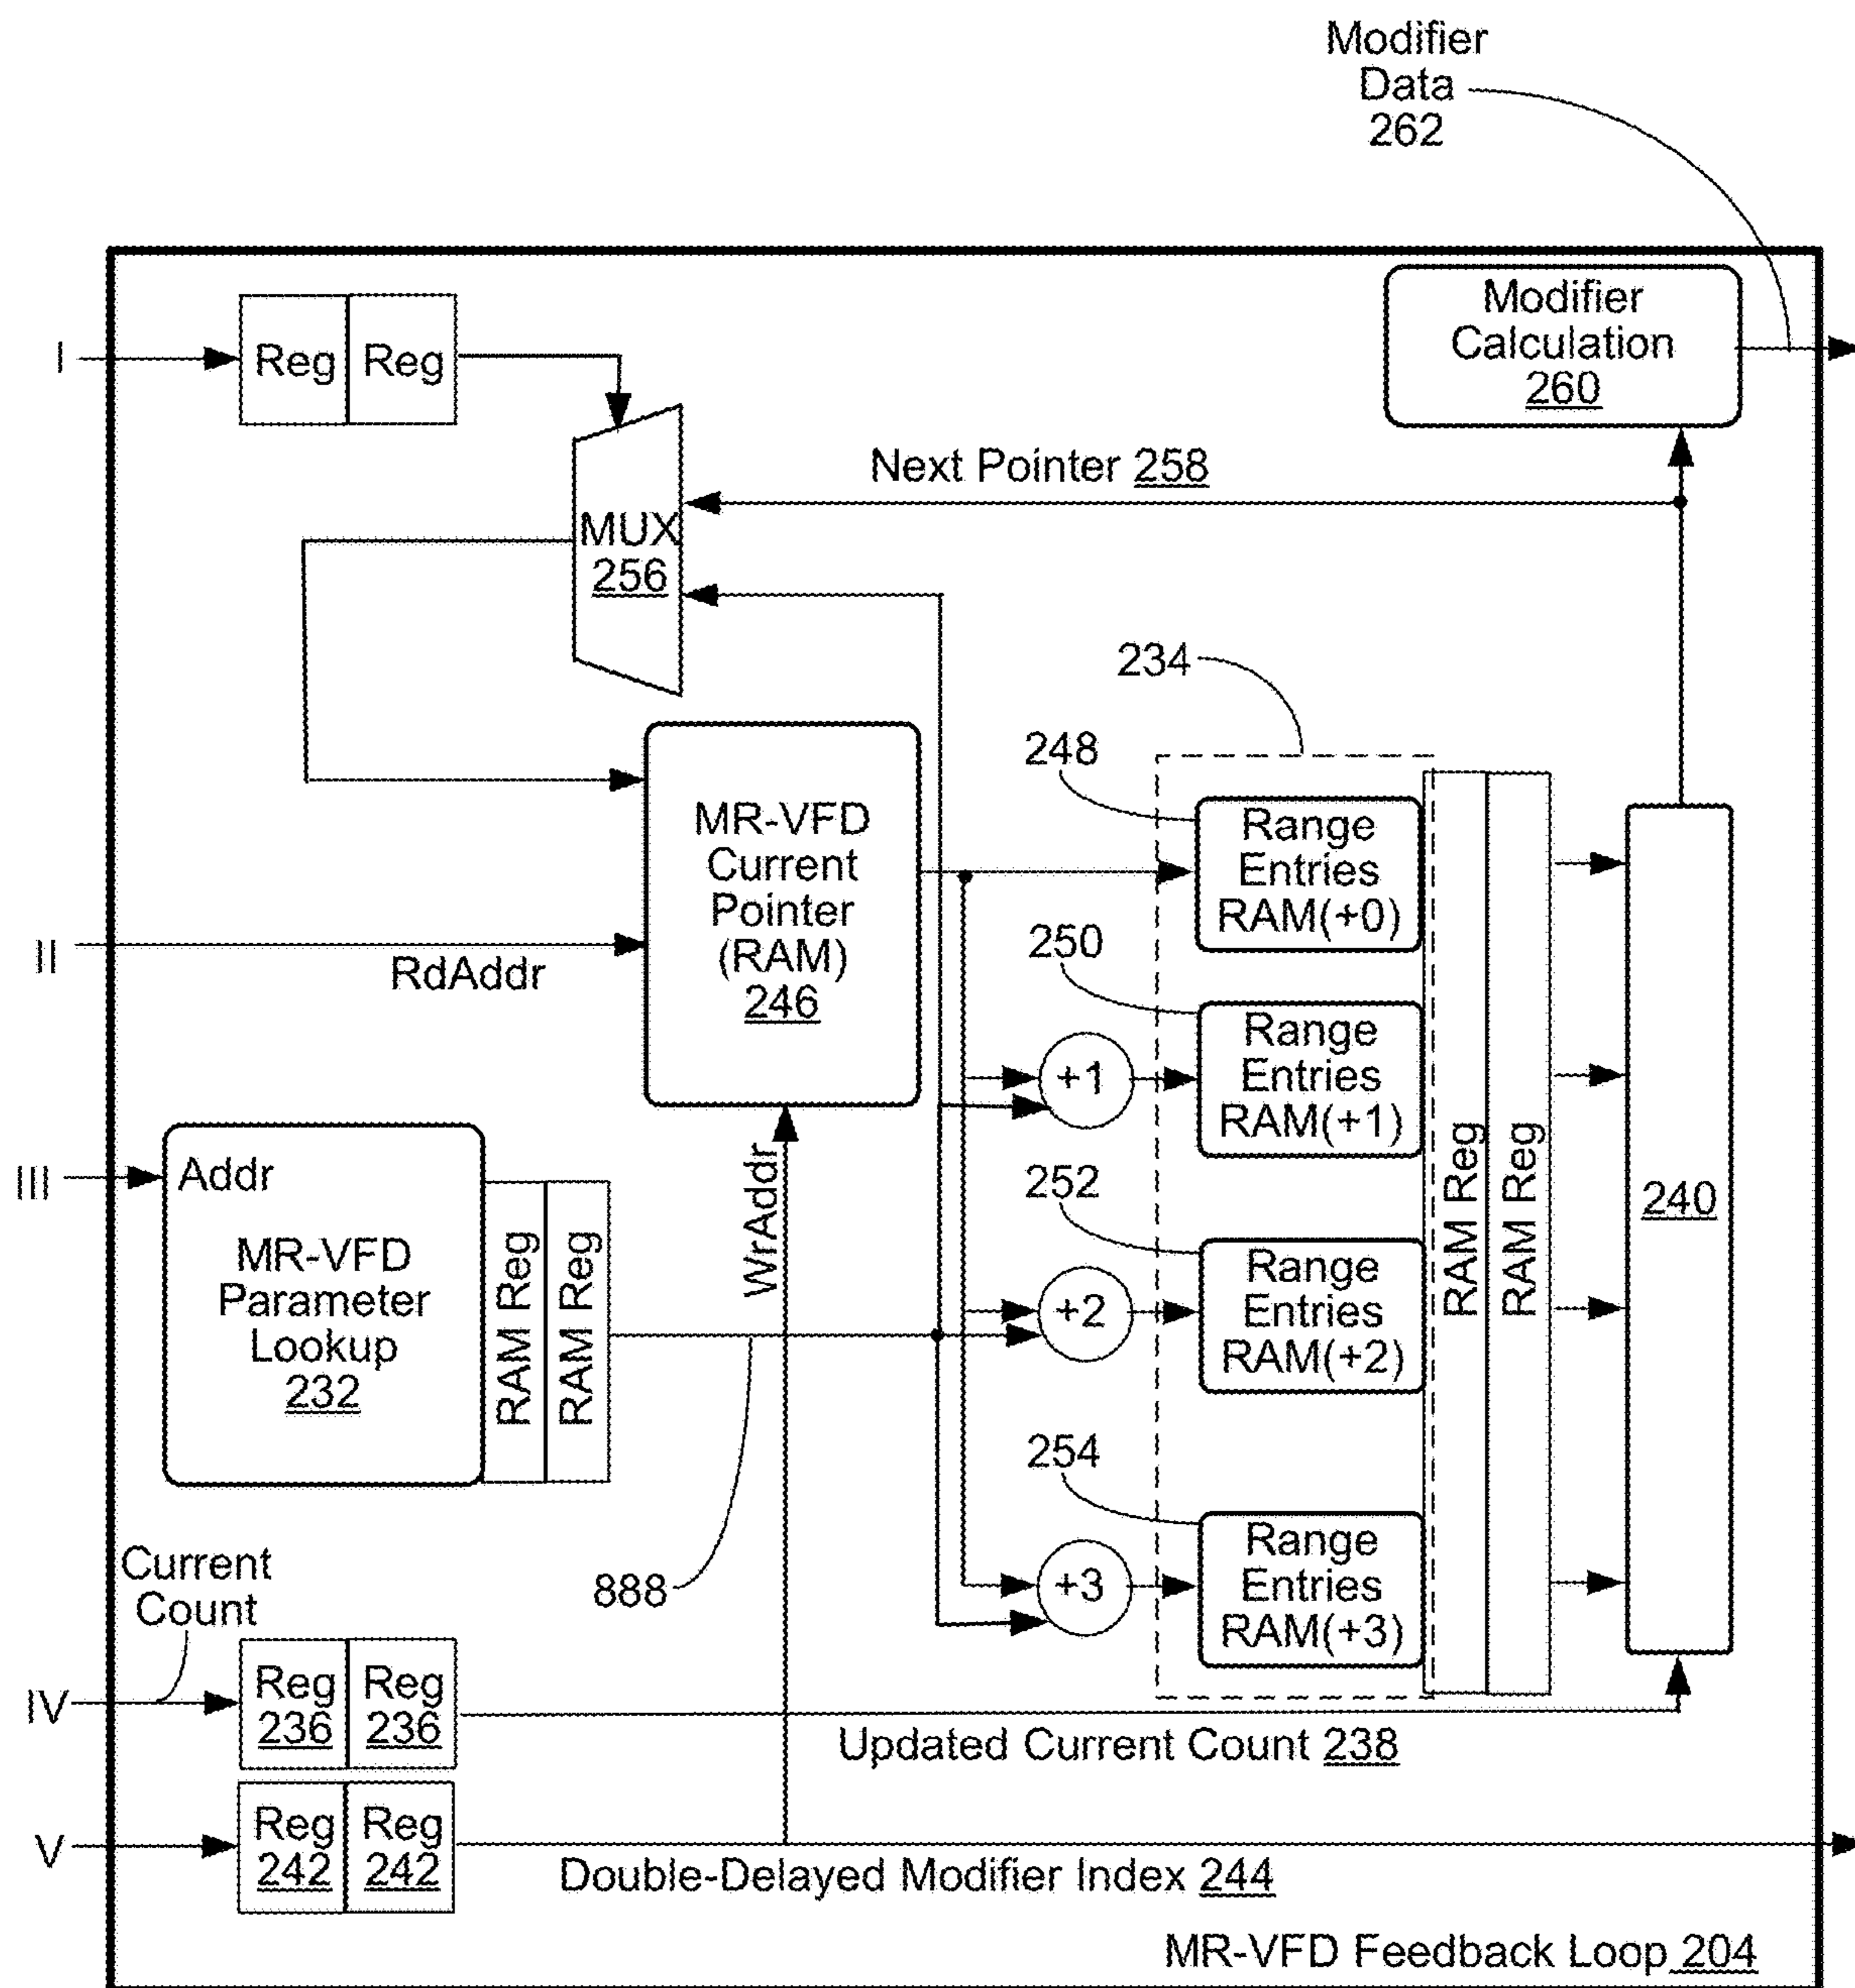 Modifier
Data
262
Modifier
Calculation
260
I
Reg
Reg
Next Pointer 258
MUX
256
234
248
Range
Entries
RAM(+0)
MR-VFD
Current
Pointer
(RAM)
246
II
RdAddr
250
Range
Entries
RAM(+1)
+1
III
Addr
MR-VFD
Parameter
Lookup
232
RAM Reg
RAM Reg
WrAddr
252
Range
Entries
RAM(+2)
+2
RAM Reg
RAM Reg
240
254
Range
Entries
RAM(+3)
+3
888
Current
Count
IV
Reg
236
Reg
236
Updated Current Count 238
V
Reg
242
Reg
242
Double-Delayed Modifier Index 244
MR-VFD Feedback Loop 204